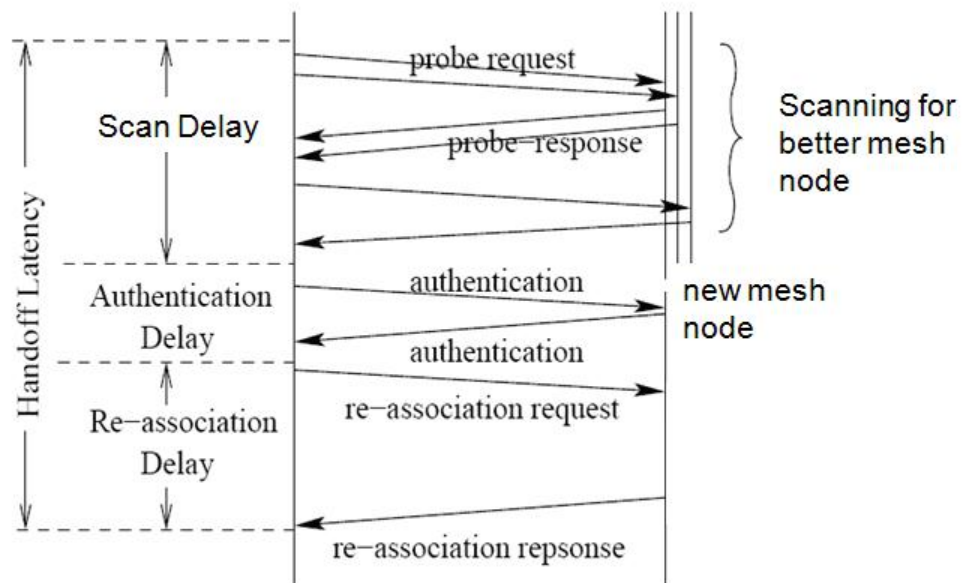 probe request
Scan Delay
probe-response
Scanning for
better mesh
node
Handoff Latency
authentication
new mesh
node
Authentication
Delay
authentication
re-association request
Re-association
Delay
re-association repsonse